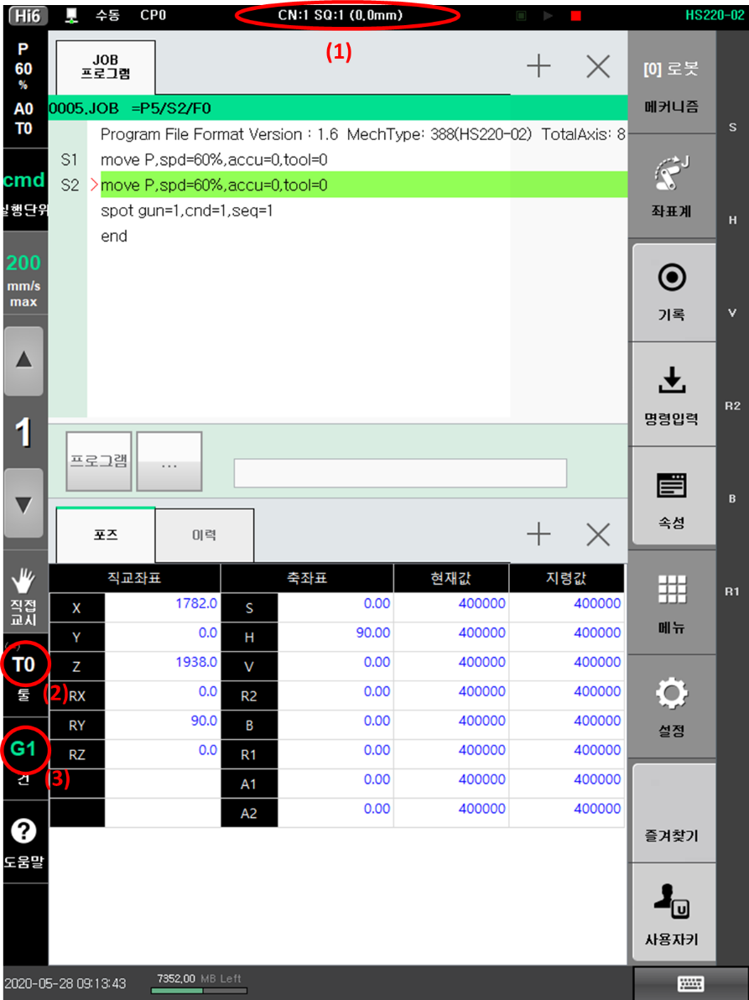 Hi6 수동 CP0 CN:1 SQ:1 (0,0mm) HS220-02
(1)
P
60
%
A0
T0
cmd
실행단위
200
mm/s
max
1
직접
교시
T0
툴
(2)
G1
건
(3)
도움말
JOB
프로그램
0005.JOB =P5/S2/F0
Program File Format Version : 1.6 MechType: 388(HS220-02) TotalAxis: 8
S1 move P,spd=60%,accu=0,tool=0
S2 >move P,spd=60%,accu=0,tool=0
spot gun=1,cnd=1,seq=1
end
프로그램 ...
포즈 이력
직교좌표 축좌표 현재값 지령값
X 1782.0 S 0.00 400000 400000
Y 0.0 H 90.00 400000 400000
Z 1938.0 V 0.00 400000 400000
RX 0.0 R2 0.00 400000 400000
RY 90.0 B 0.00 400000 400000
RZ 0.0 R1 0.00 400000 400000
A1 0.00 400000 400000
A2 0.00 400000 400000
[0] 로봇
메커니즘
J
좌표계
기록
명령입력
속성
메뉴
설정
즐겨찾기
U
사용자키
S
H
V
R2
B
R1
2020-05-28 09:13:43 7352,00 MB Left